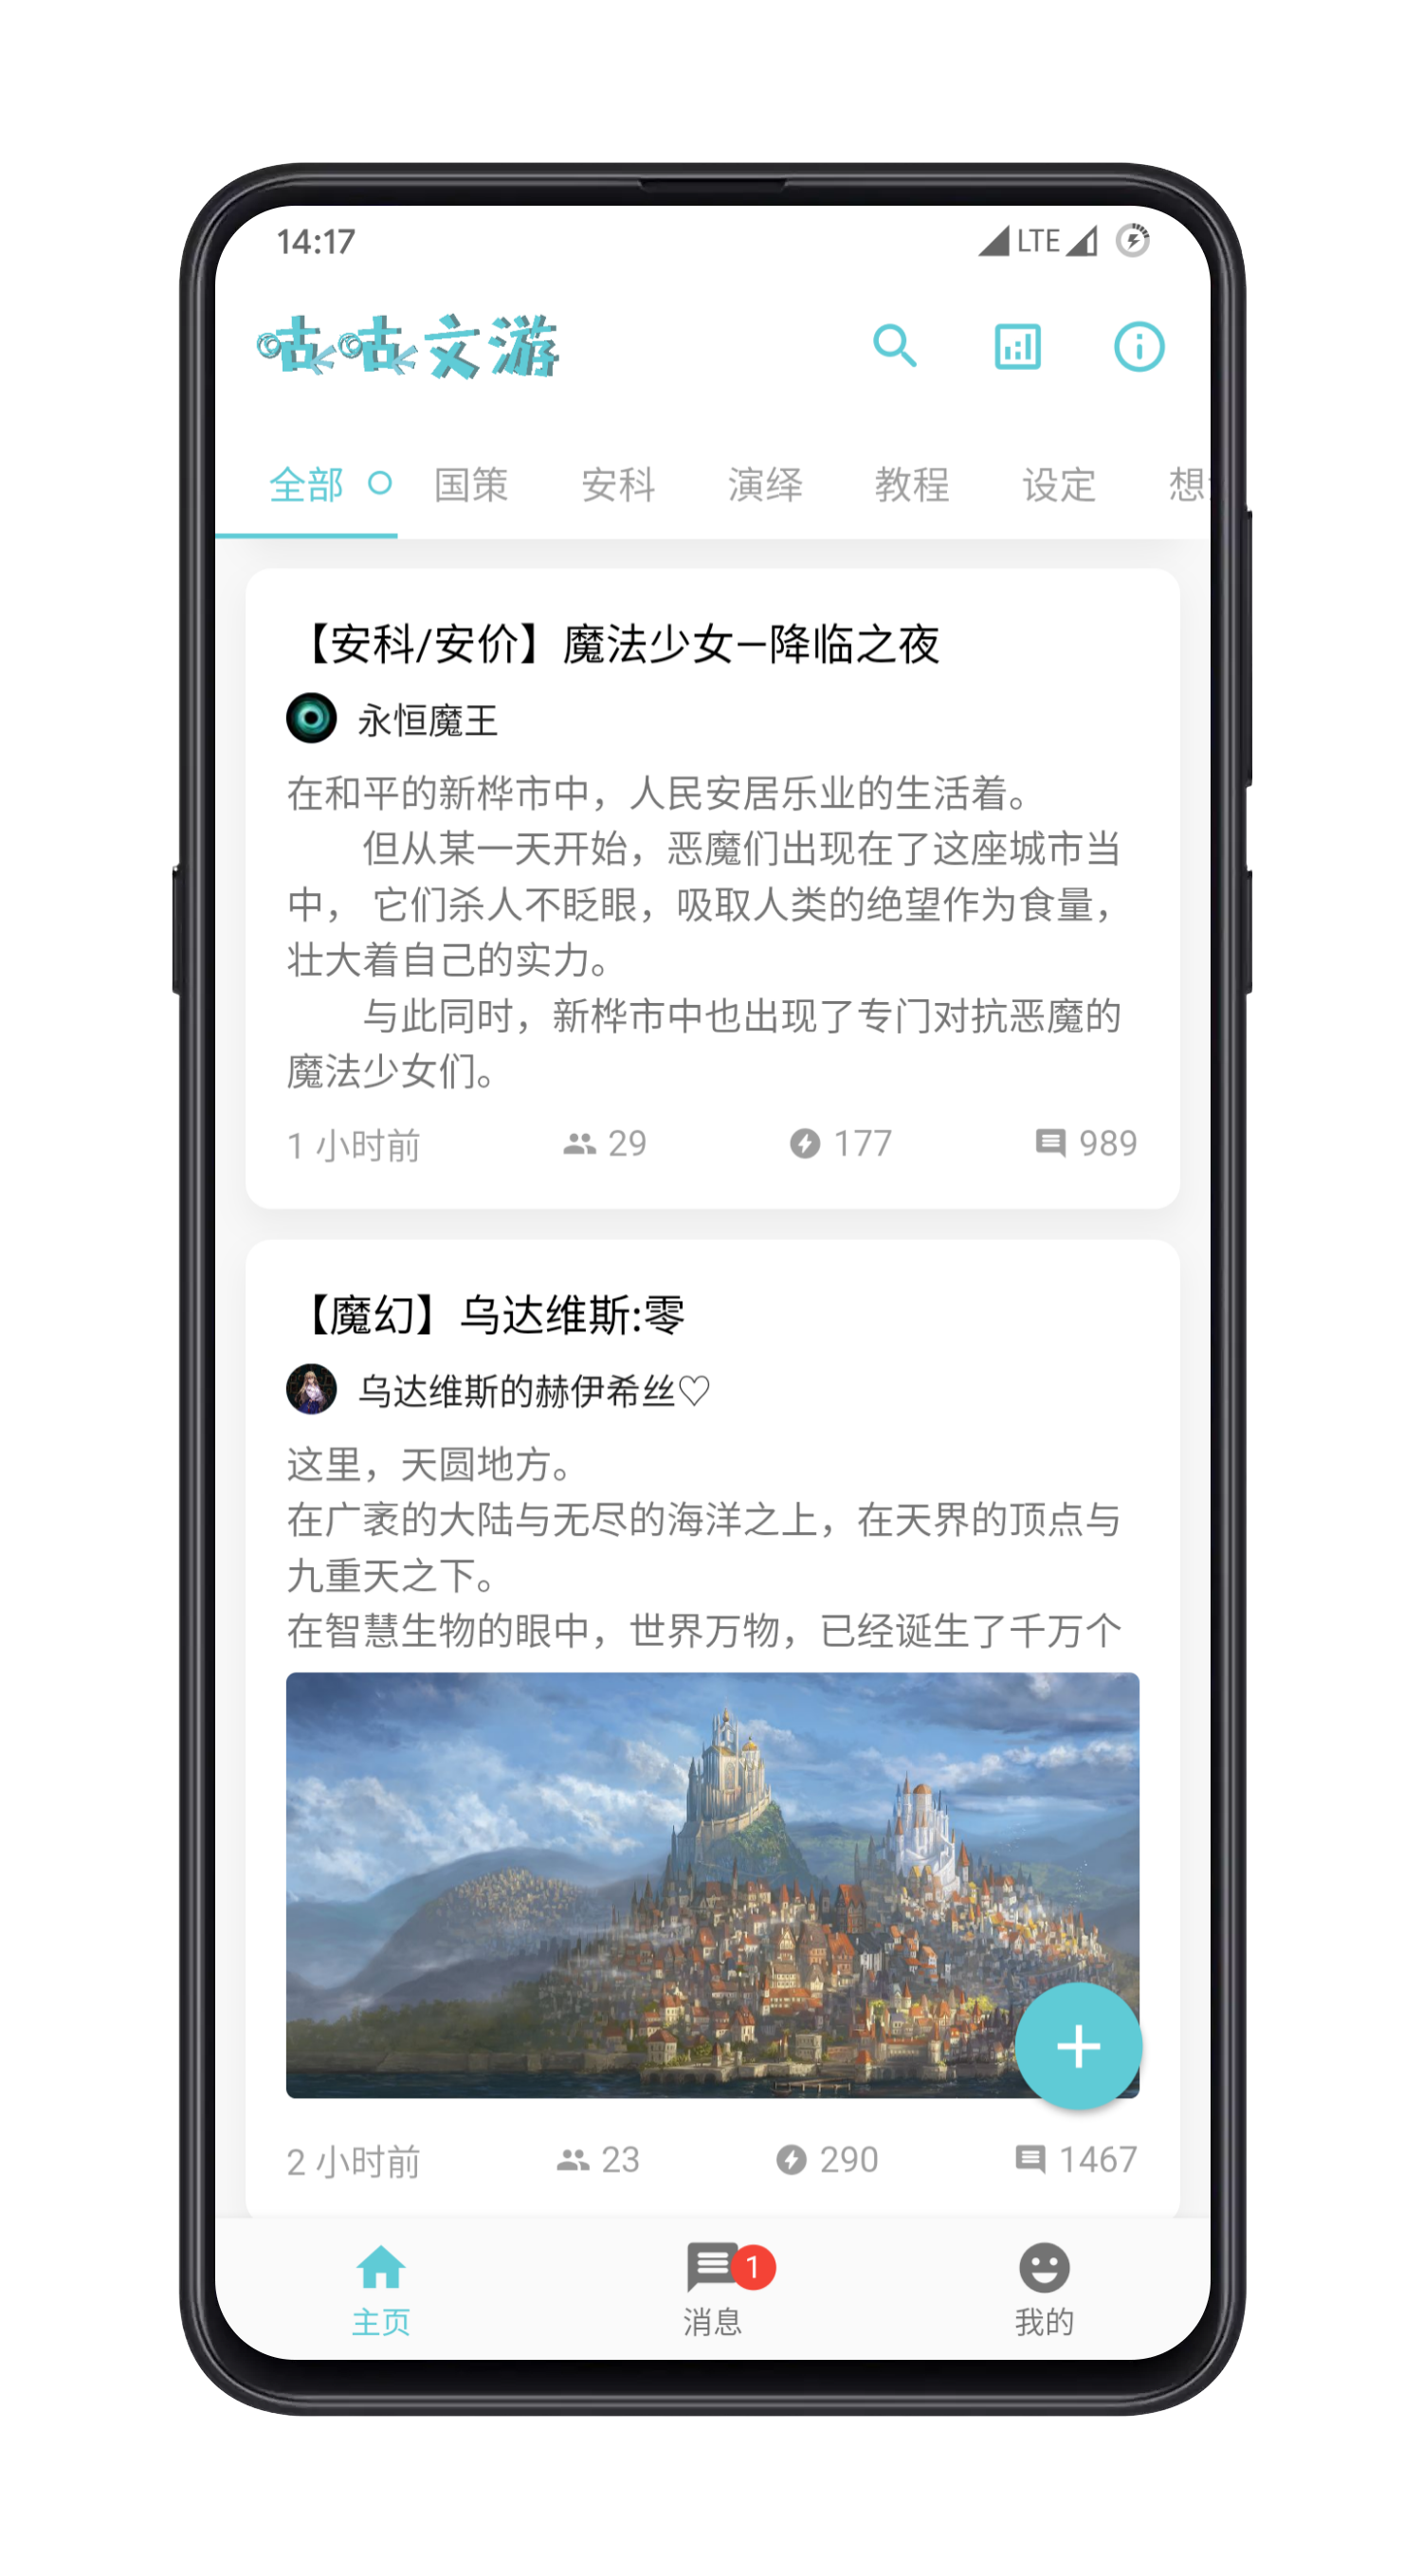 14:17
LTE
咕咕文游
全部 国策 安科 演绎 教程 设定 想
【安科/安价】魔法少女—降临之夜
永恒魔王
在和平的新桦市中，人民安居乐业的生活着。
但从某一天开始，恶魔们出现在了这座城市当
中， 它们杀人不眨眼，吸取人类的绝望作为食量，
壮大着自己的实力。
与此同时，新桦市中也出现了专门对抗恶魔的
魔法少女们。
1 小时前 29 177 989
【魔幻】乌达维斯:零
乌达维斯的赫伊希丝♡
这里，天圆地方。
在广袤的大陆与无尽的海洋之上，在天界的顶点与
九重天之下。
在智慧生物的眼中，世界万物，已经诞生了千万个
2 小时前 23 290 1467
1
主页 消息 我的